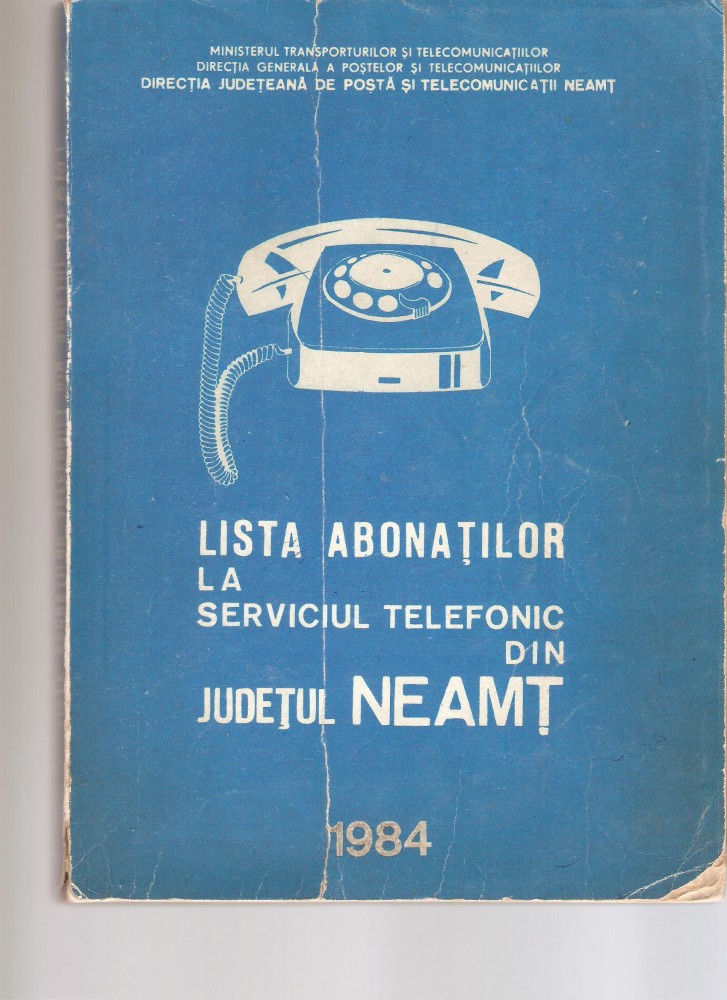 MINISTERUL TRANSPORTURILOR ȘI TELECOMUNICAȚIILOR
DIRECȚIA GENERALĂ A POȘTELOR ȘI TELECOMUNICAȚIILOR
DIRECȚIA JUDEȚEANĂ DE POȘTĂ ȘI TELECOMUNICAȚII NEAMȚ
LISTA ABONAȚILOR
LA
SERVICIUL TELEFONIC
DIN
JUDEȚUL NEAMȚ
1984